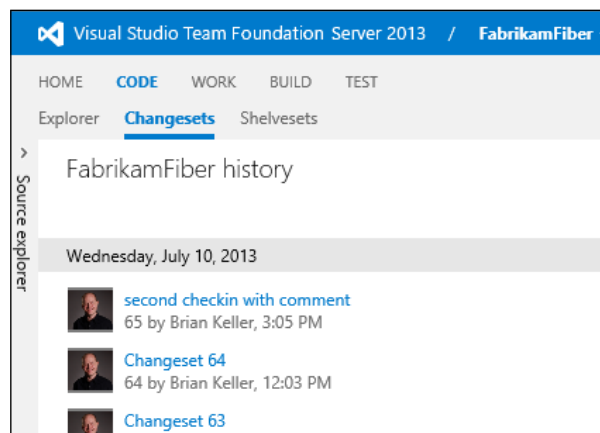 Visual Studio Team Foundation Server 2013 / FabrikamFiber
HOME CODE WORK BUILD TEST
Explorer Changesets Shelvesets
Source explorer
FabrikamFiber history
Wednesday, July 10, 2013
second checkin with comment
65 by Brian Keller, 3:05 PM
Changeset 64
64 by Brian Keller, 12:03 PM
Changeset 63